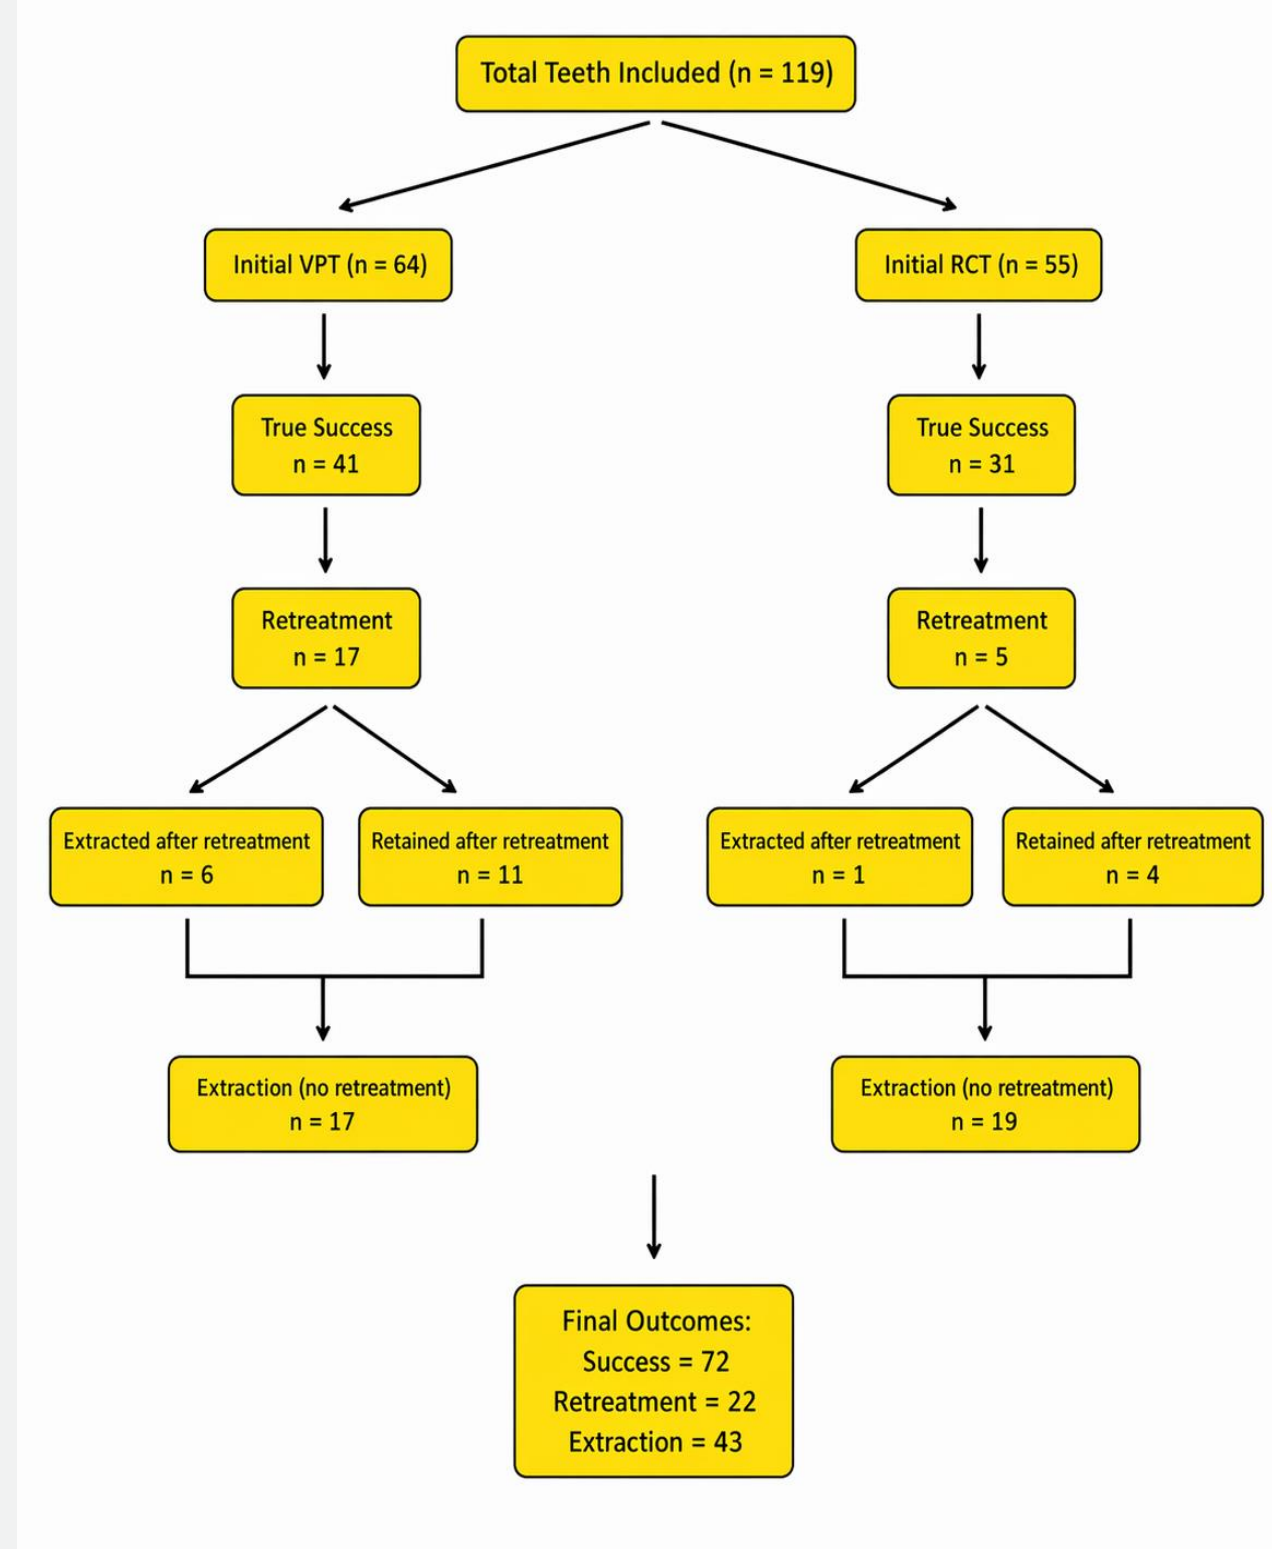 Total Teeth Included (n = 119)
Initial VPT (n = 64)
Initial RCT (n = 55)
True Success
n = 41
True Success
n = 31
Retreatment
n = 17
Retreatment
n = 5
Extracted after retreatment
n = 6
Retained after retreatment
n = 11
Extracted after retreatment
n = 1
Retained after retreatment
n = 4
Extraction (no retreatment)
n = 17
Extraction (no retreatment)
n = 19
Final Outcomes:
Success = 72
Retreatment = 22
Extraction = 43